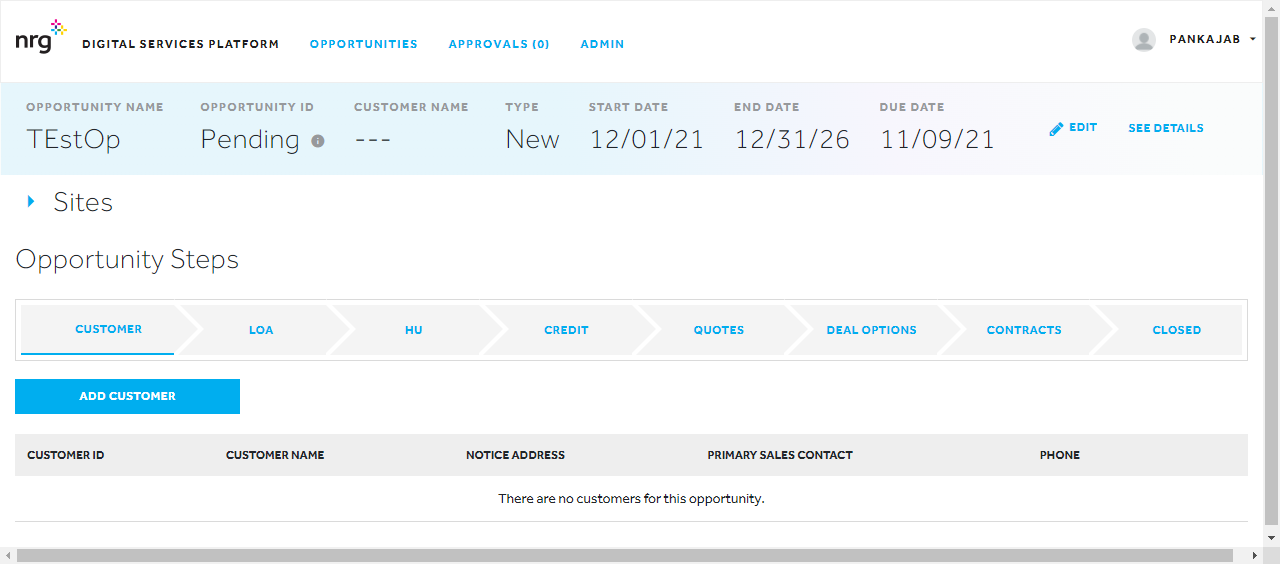 nrg DIGITAL SERVICES PLATFORM OPPORTUNITIES APPROVALS (0) ADMIN PANKAJAB
OPPORTUNITY NAME OPPORTUNITY ID CUSTOMER NAME TYPE START DATE END DATE DUE DATE
TEstOp Pending --- New 12/01/21 12/31/26 11/09/21 EDIT SEE DETAILS
Sites
Opportunity Steps
CUSTOMER LOA HU CREDIT QUOTES DEAL OPTIONS CONTRACTS CLOSED
ADD CUSTOMER
CUSTOMER ID CUSTOMER NAME NOTICE ADDRESS PRIMARY SALES CONTACT PHONE
There are no customers for this opportunity.